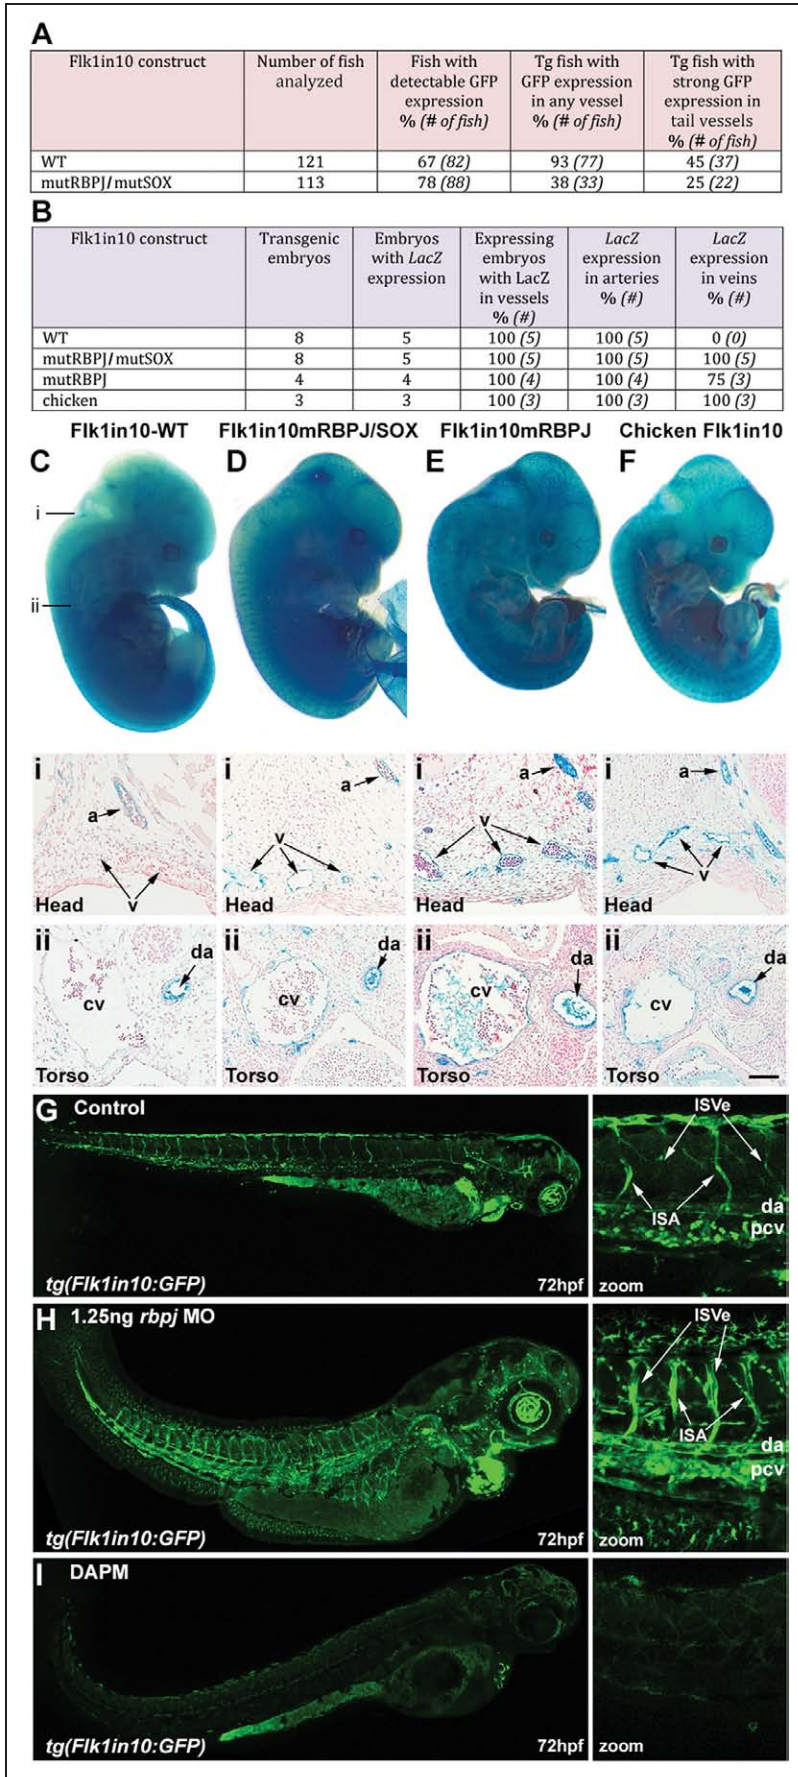 A
Flk1in10 construct | Number of fish analyzed | Fish with detectable GFP expression % (# of fish) | Tg fish with GFP expression in any vessel % (# of fish) | Tg fish with strong GFP expression in tail vessels % (# of fish)
WT | 121 | 67 (82) | 93 (77) | 45 (37)
mutRBPJ/mutSOX | 113 | 78 (88) | 38 (33) | 25 (22)
B
Flk1in10 construct | Transgenic embryos | Embryos with LacZ expression | Expressing embryos with LacZ in vessels % (#) | LacZ expression in arteries % (#) | LacZ expression in veins % (#)
WT | 8 | 5 | 100 (5) | 100 (5) | 0 (0)
mutRBPJ/mutSOX | 8 | 5 | 100 (5) | 100 (5) | 100 (5)
mutRBPJ | 4 | 4 | 100 (4) | 100 (4) | 75 (3)
chicken | 3 | 3 | 100 (3) | 100 (3) | 100 (3)
Flk1in10-WT Flk1in10mRBPJ/SOX Flk1in10mRBPJ Chicken Flk1in10
C D E F
i
ii
i i i i
a a a a
v v v v
Head Head Head Head
ii ii ii ii
da da da da
cv cv cv cv
Torso Torso Torso Torso
G Control
ISVe
ISA
da
pcv
tg(Flk1in10:GFP) 72hpf zoom
H 1.25ng rbpj MO
ISVe
ISA
da
pcv
tg(Flk1in10:GFP) 72hpf zoom
I DAPM
tg(Flk1in10:GFP) 72hpf zoom